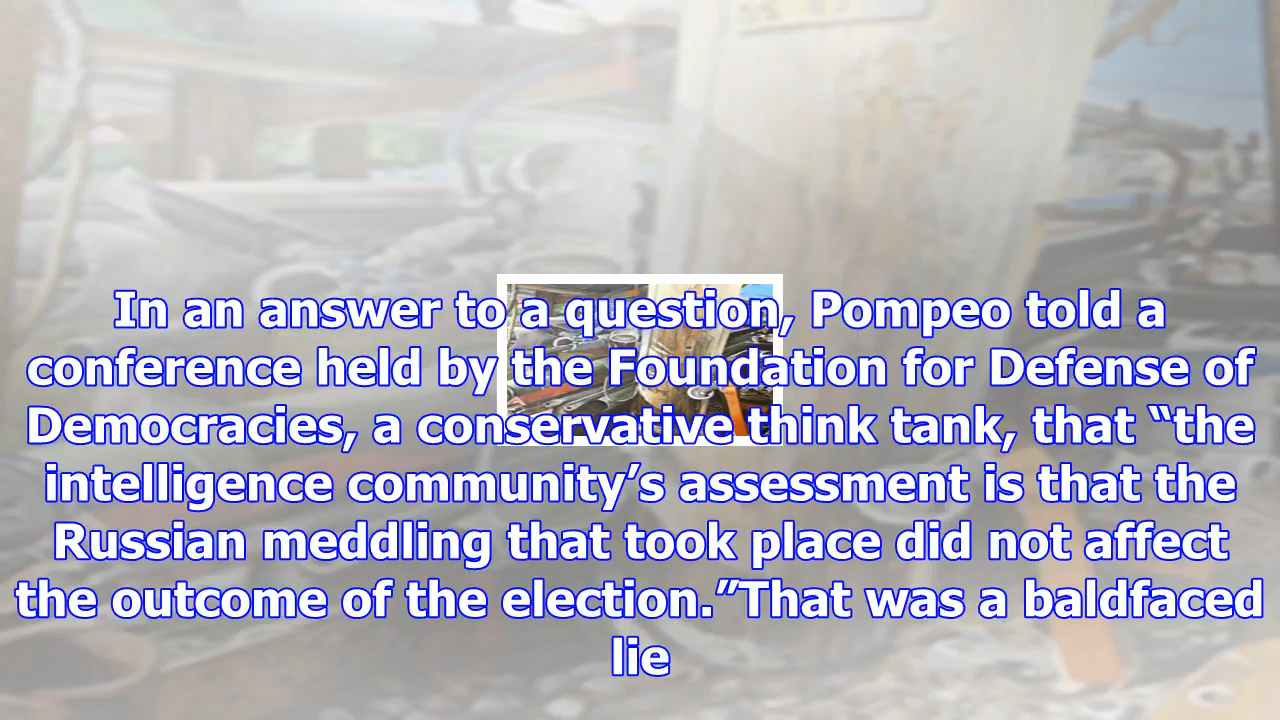 In an answer to a question, Pompeo told a
conference held by the Foundation for Defense of
Democracies, a conservative think tank, that “the
intelligence community’s assessment is that the
Russian meddling that took place did not affect
the outcome of the election.”That was a baldfaced
lie